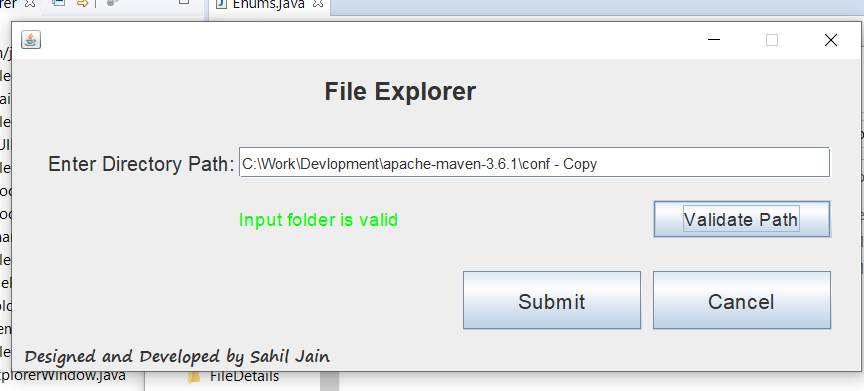 Enums.java
File Explorer
Enter Directory Path: C:\Work\Devlopment\apache-maven-3.6.1\conf - Copy
Input folder is valid
Validate Path
Submit
Cancel
Designed and Developed by Sahil Jain
xplorerWindow.java
FileDetails